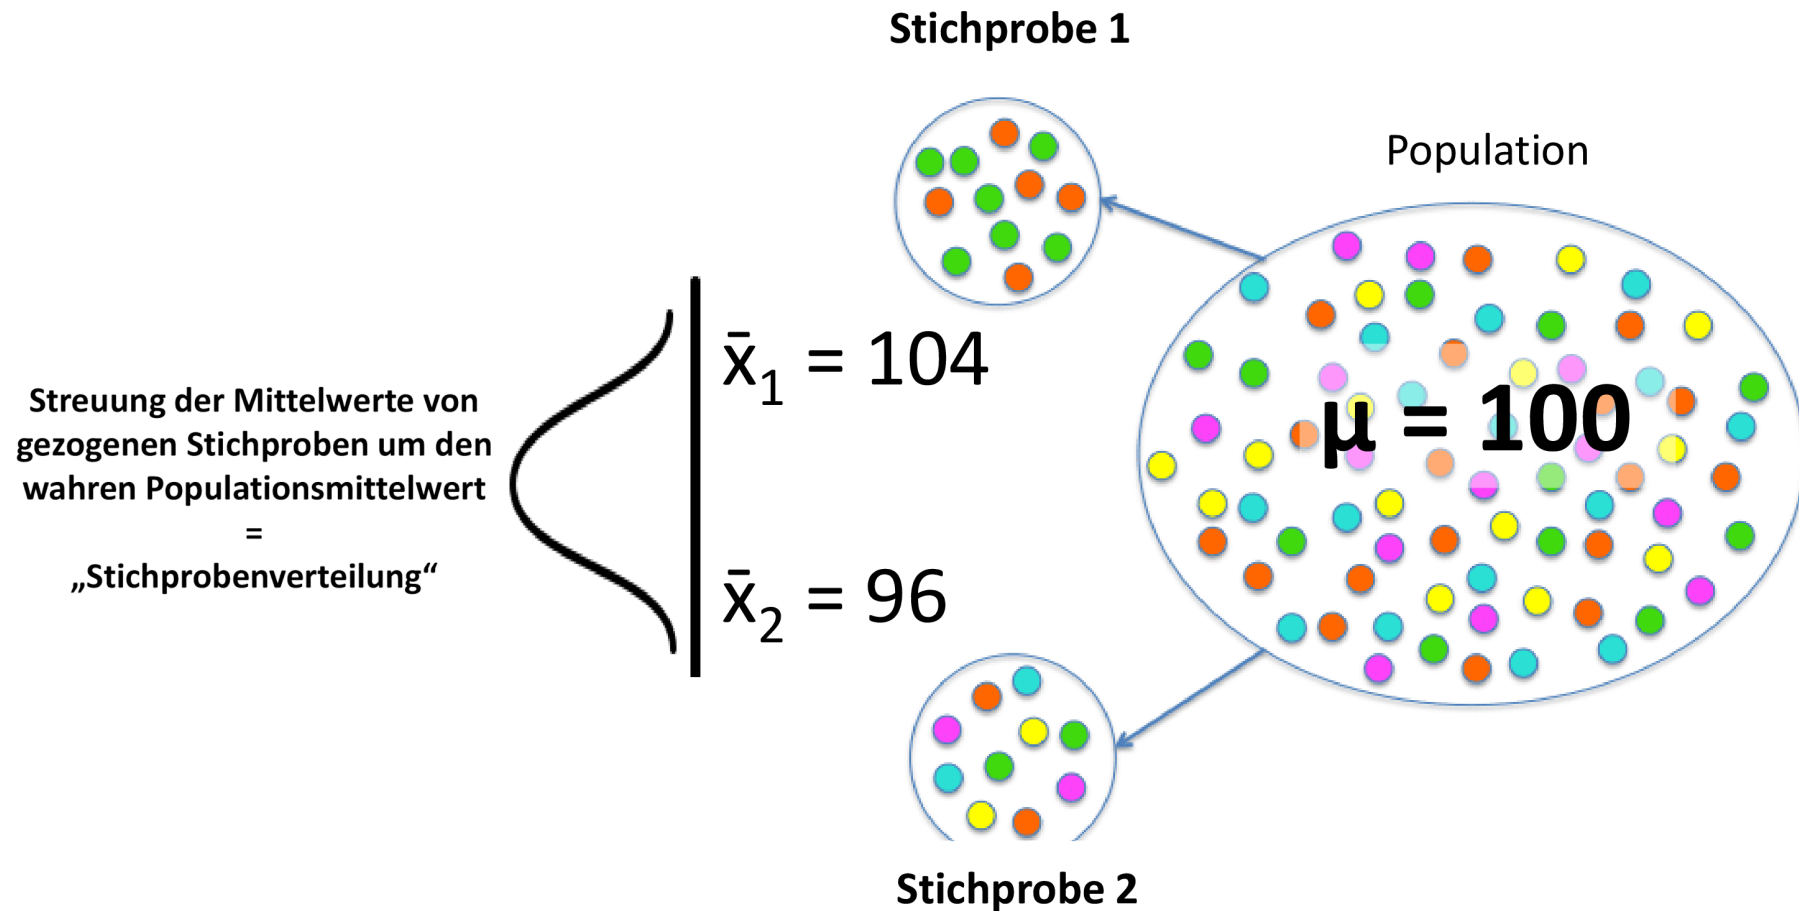 Stichprobe 1
Population
x̄₁ = 104
μ = 100
Streuung der Mittelwerte von
gezogenen Stichproben um den
wahren Populationsmittelwert
=
„Stichprobenverteilung“
x̄₂ = 96
Stichprobe 2